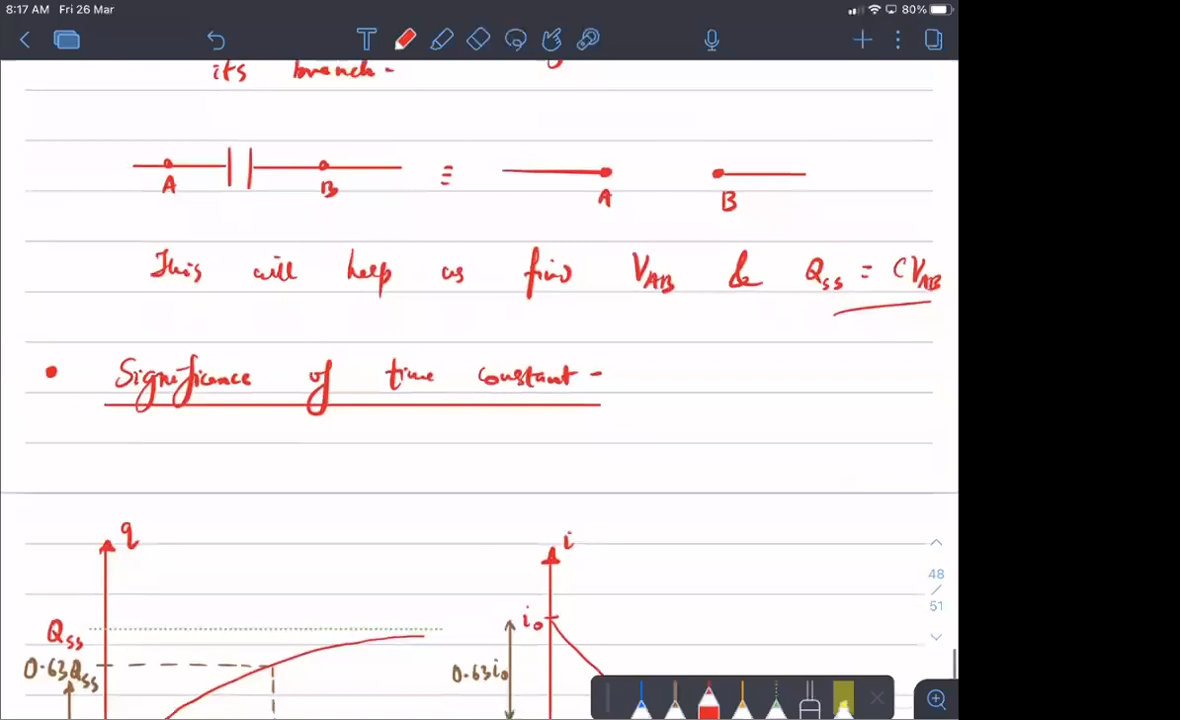 8:17 AM Fri 26 Mar
80%
its branch-
A B ≡ A B
This will help us find V_AB & Q_ss = CV_AB
• Significance of time constant -
q
i
Q_ss
i_0
0.63Q_ss
0.63i_0
48
/
51